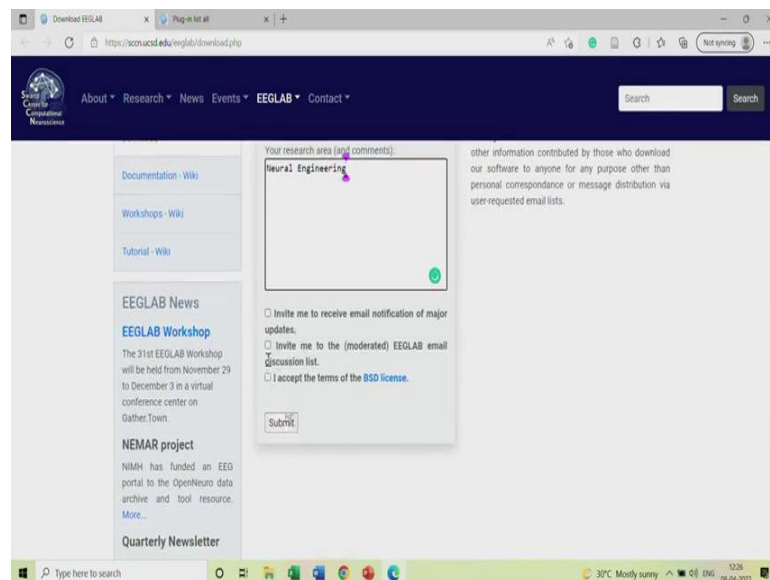 Download EEGLAB
Plug-in list all
https://sccn.ucsd.edu/eeglab/download.php
Not syncing
Swartz
Center for
Computational
Neuroscience
About
Research
News
Events
EEGLAB
Contact
Search
Search
Documentation - Wiki
Workshops - Wiki
Tutorial - Wiki
EEGLAB News
EEGLAB Workshop
The 31st EEGLAB Workshop
will be held from November 29
to December 3 in a virtual
conference center on
Gather.Town.
NEMAR project
NIMH has funded an EEG
portal to the OpenNeuro data
archive and tool resource.
More...
Quarterly Newsletter
Your research area (and comments):
Neural Engineering
Invite me to receive email notification of major
updates.
Invite me to the (moderated) EEGLAB email
discussion list.
I accept the terms of the BSD license.
Submit
other information contributed by those who download
our software to anyone for any purpose other than
personal correspondence or message distribution via
user-requested email lists.
Type here to search
30°C Mostly sunny
ENG
1226